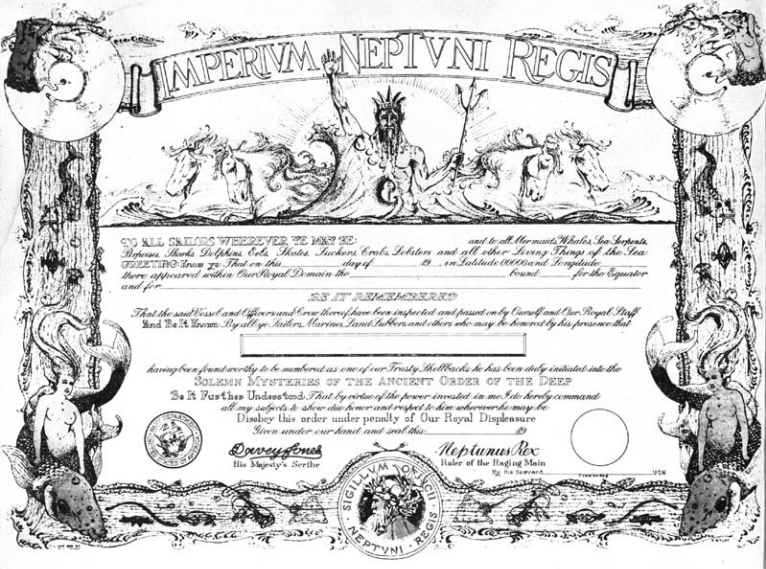 IMPERIVM NEPTVNI REGIS
TO ALL SAILORS WHEREVER YE MAY BE: and to all Mermaids, Whales, Sea Serpents,
Porpoises, Sharks, Dolphins, Eels, Skates, Suckers, Crabs, Lobsters and all other Living Things of the Sea
GREETING: Know ye: That on this day of 19 , in Latitude 00000 and Longitude
there appeared within Our Royal Domain the bound for the Equator
and for
BE IT REMEMBERED
That the said Vessel and Officers and Crew thereof have been inspected and passed on by Ourself and Our Royal Staff
And Be It Known: By all ye Sailors, Marines, Land Lubbers and others who may be honored by his presence that
having been found worthy to be numbered as one of our Trusty Shellbacks he has been duly initiated into the
SOLEMN MYSTERIES OF THE ANCIENT ORDER OF THE DEEP
Be It Further Understood: That by virtue of the power invested in me I do hereby command
all my subjects to show due honor and respect to him wherever he may be
Disobey this order under penalty of Our Royal Displeasure
Given under our hand and seal this 19
Davey Jones
His Majesty's Scribe
Neptunus Rex
Ruler of the Raging Main
By His Servant
USN
SIGILLVM
NEPTVNI REGIS